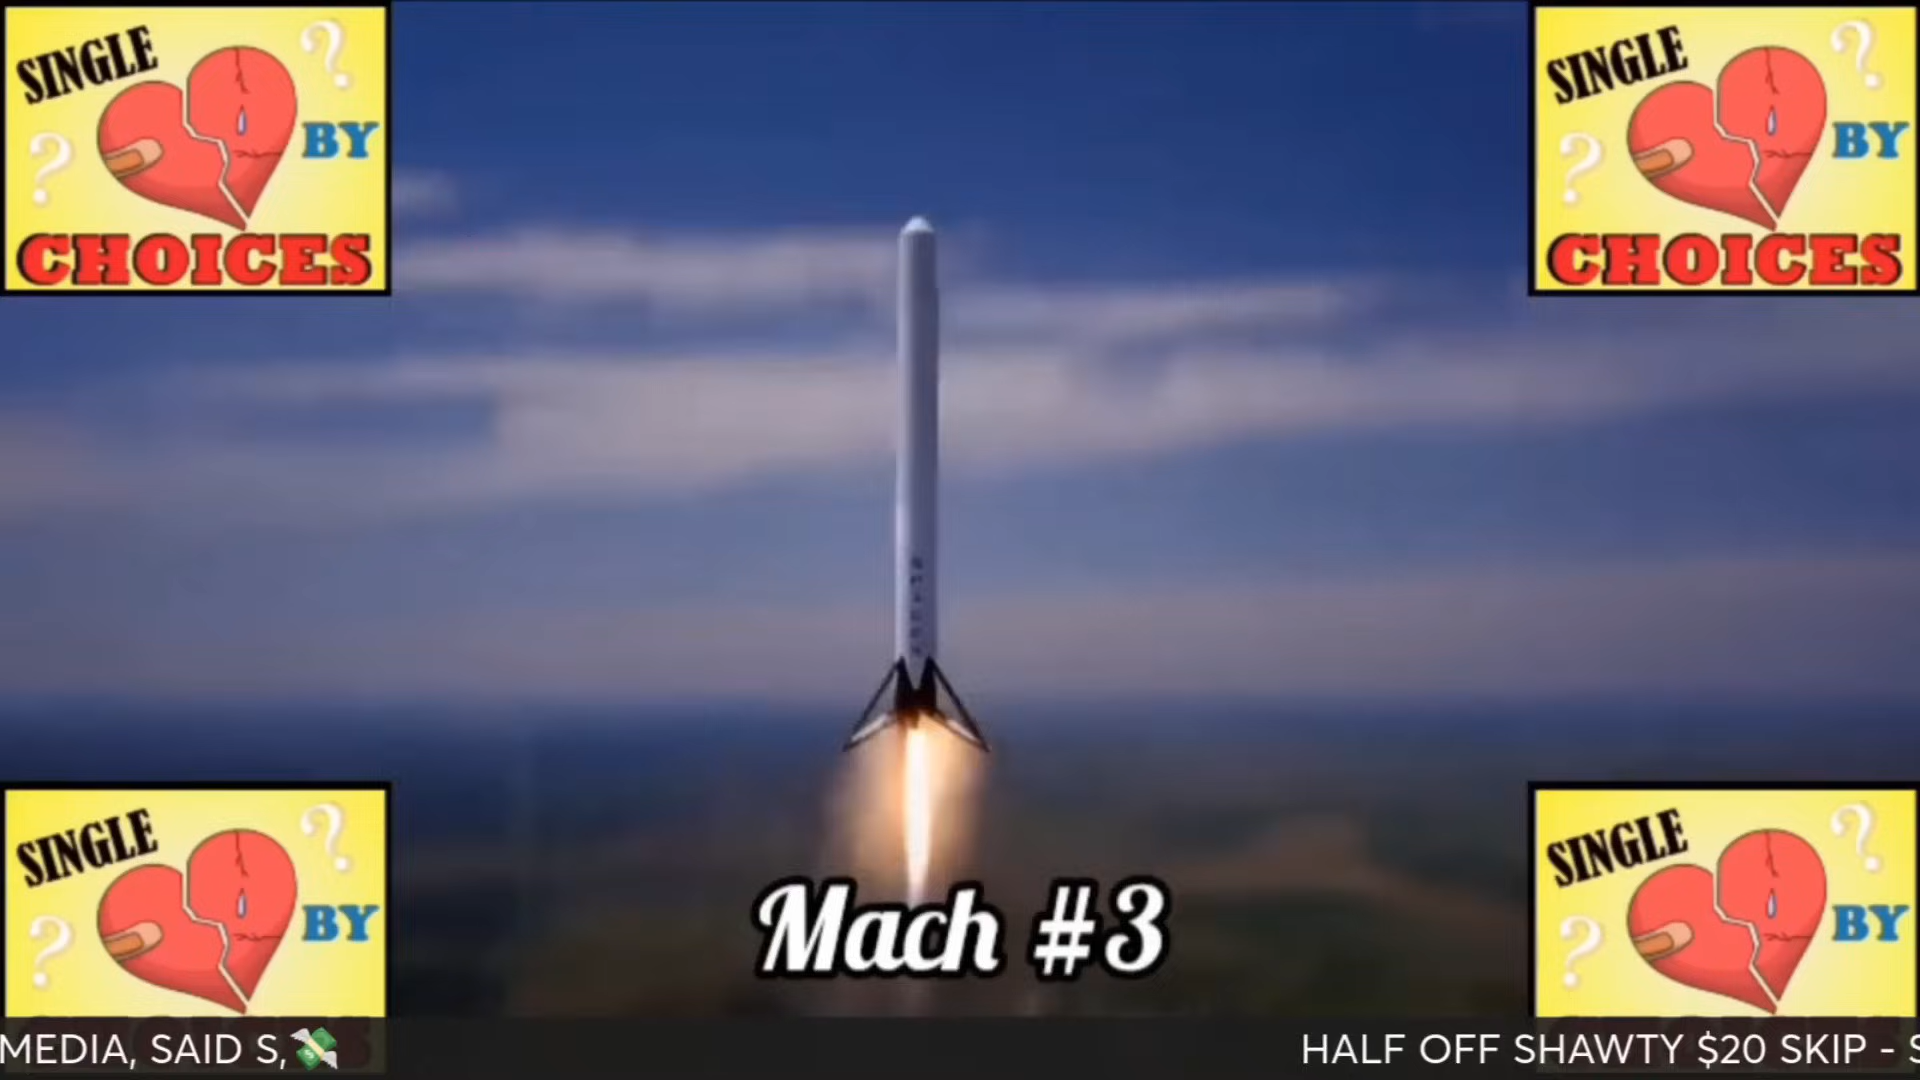 SINGLE
?
?
BY
CHOICES
SINGLE
?
?
BY
CHOICES
Mach #3
SINGLE
?
?
BY
SINGLE
?
?
BY
MEDIA, SAID S,💸
HALF OFF SHAWTY $20 SKIP - S